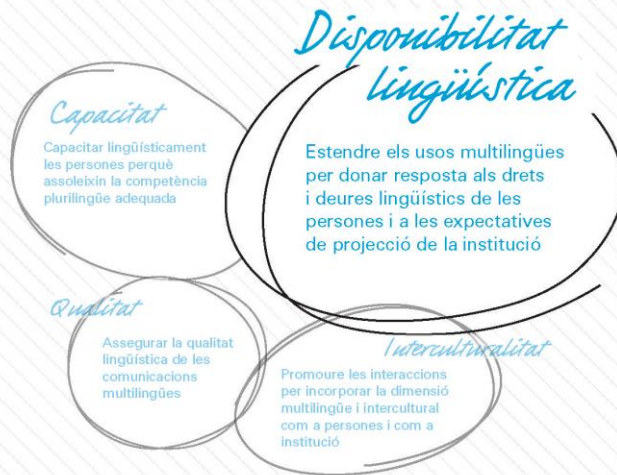 Disponibilitat
lingüística
Estendre els usos multilingües
per donar resposta als drets
i deures lingüístics de les
persones i a les expectatives
de projecció de la institució
Capacitat
Capacitar lingüísticament
les persones perquè
assoleixin la competència
plurilingüe adequada
Qualitat
Assegurar la qualitat
lingüística de les
comunicacions
multilingües
Interculturalitat
Promoure les interaccions
per incorporar la dimensió
multilingüe i intercultural
com a persones i com a
institució